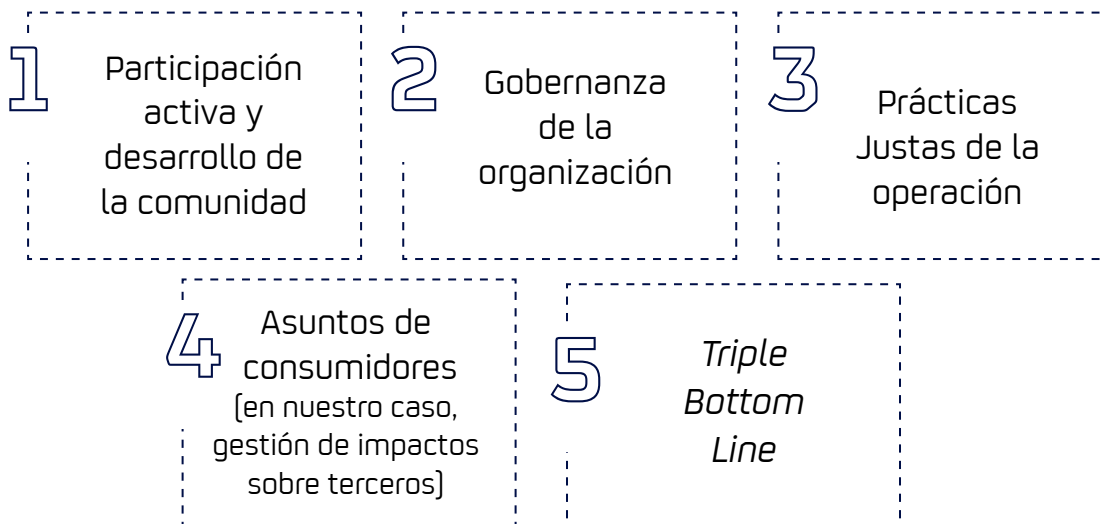 1
Participación
activa y
desarrollo de
la comunidad
2
Gobernanza
de la
organización
3
Prácticas
Justas de la
operación
4
Asuntos de
consumidores
(en nuestro caso,
gestión de impactos
sobre terceros)
5
Triple
Bottom
Line